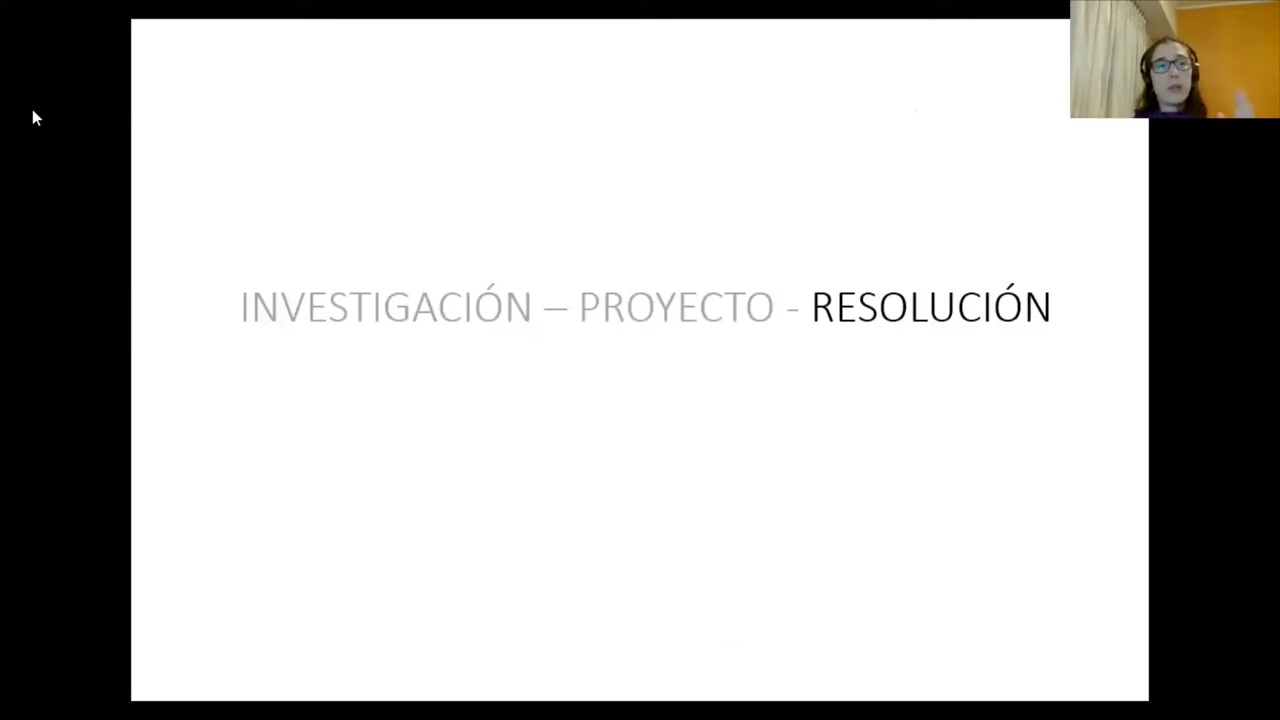 INVESTIGACIÓN – PROYECTO - RESOLUCIÓN